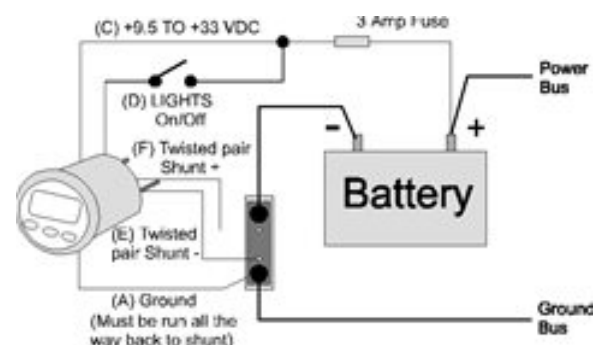 (C) +9.5 TO +33 VDC
3 Amp Fuse
Power
Bus
(D) LIGHTS
On/Off
(F) Twisted pair
Shunt +
- +
Battery
(E) Twisted
pair Shunt -
(A) Ground
(Must be run all the
way back to shunt)
Ground
Bus